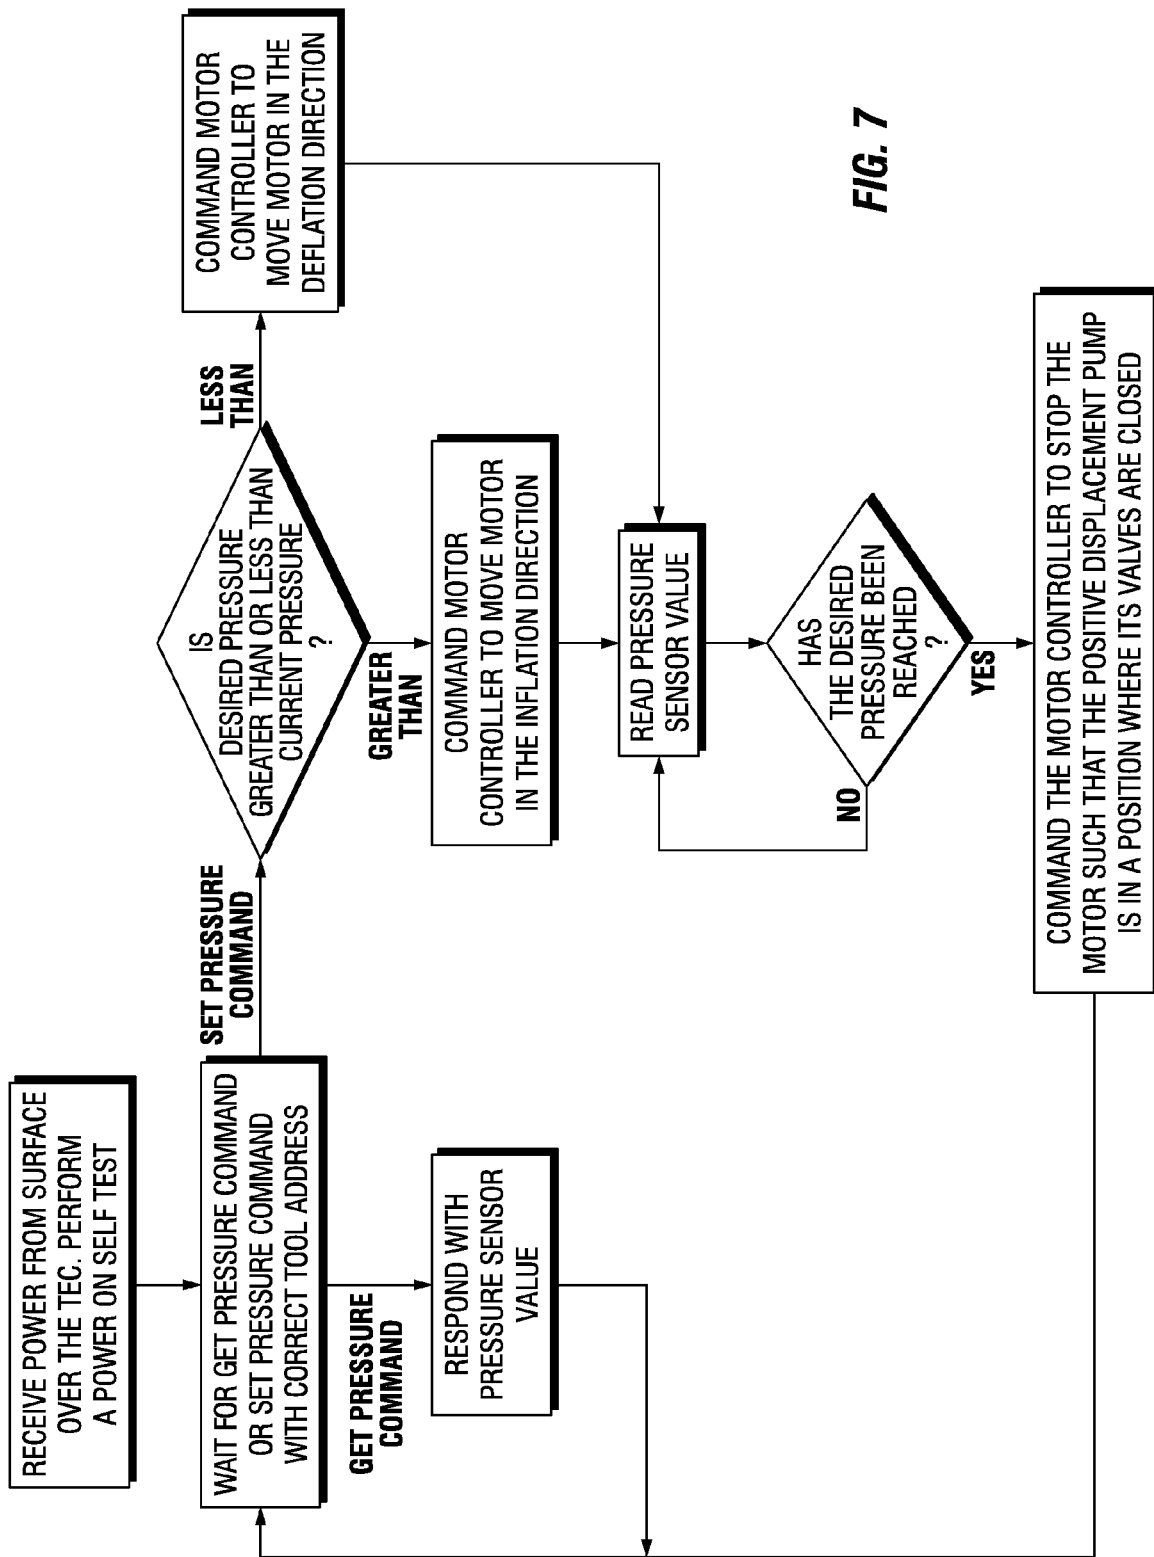 RECEIVE POWER FROM SURFACE
OVER THE TEC. PERFORM
A POWER ON SELF TEST
WAIT FOR GET PRESSURE COMMAND
OR SET PRESSURE COMMAND
WITH CORRECT TOOL ADDRESS
GET PRESSURE
COMMAND
RESPOND WITH
PRESSURE SENSOR
VALUE
SET PRESSURE
COMMAND
IS
DESIRED PRESSURE
GREATER THAN OR LESS THAN
CURRENT PRESSURE
?
LESS
THAN
COMMAND MOTOR
CONTROLLER TO
MOVE MOTOR IN THE
DEFLATION DIRECTION
GREATER
THAN
COMMAND MOTOR
CONTROLLER TO MOVE MOTOR
IN THE INFLATION DIRECTION
READ PRESSURE
SENSOR VALUE
HAS
THE DESIRED
PRESSURE BEEN
REACHED
?
NO
YES
COMMAND THE MOTOR CONTROLLER TO STOP THE
MOTOR SUCH THAT THE POSITIVE DISPLACEMENT PUMP
IS IN A POSITION WHERE ITS VALVES ARE CLOSED
FIG. 7